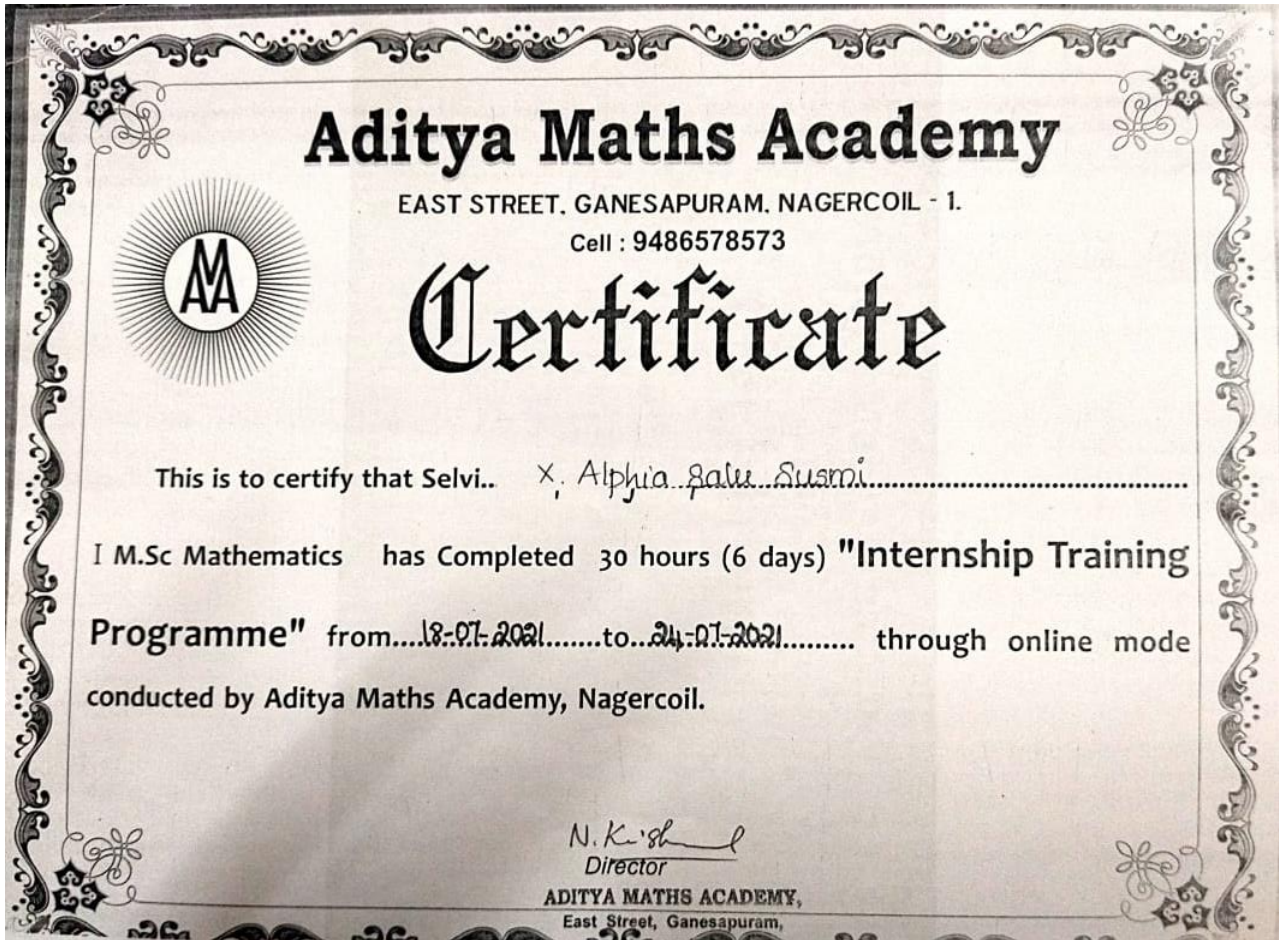 Aditya Maths Academy
EAST STREET, GANESAPURAM, NAGERCOIL - 1.
Cell : 9486578573
MAA
Certificate
This is to certify that Selvi.. X. Alphia Susmi
I M.Sc Mathematics has Completed 30 hours (6 days) "Internship Training
Programme" from....18-07-2021.......to...24-07-2021......... through online mode
conducted by Aditya Maths Academy, Nagercoil.
Director
ADITYA MATHS ACADEMY,
East Street, Ganesapuram,